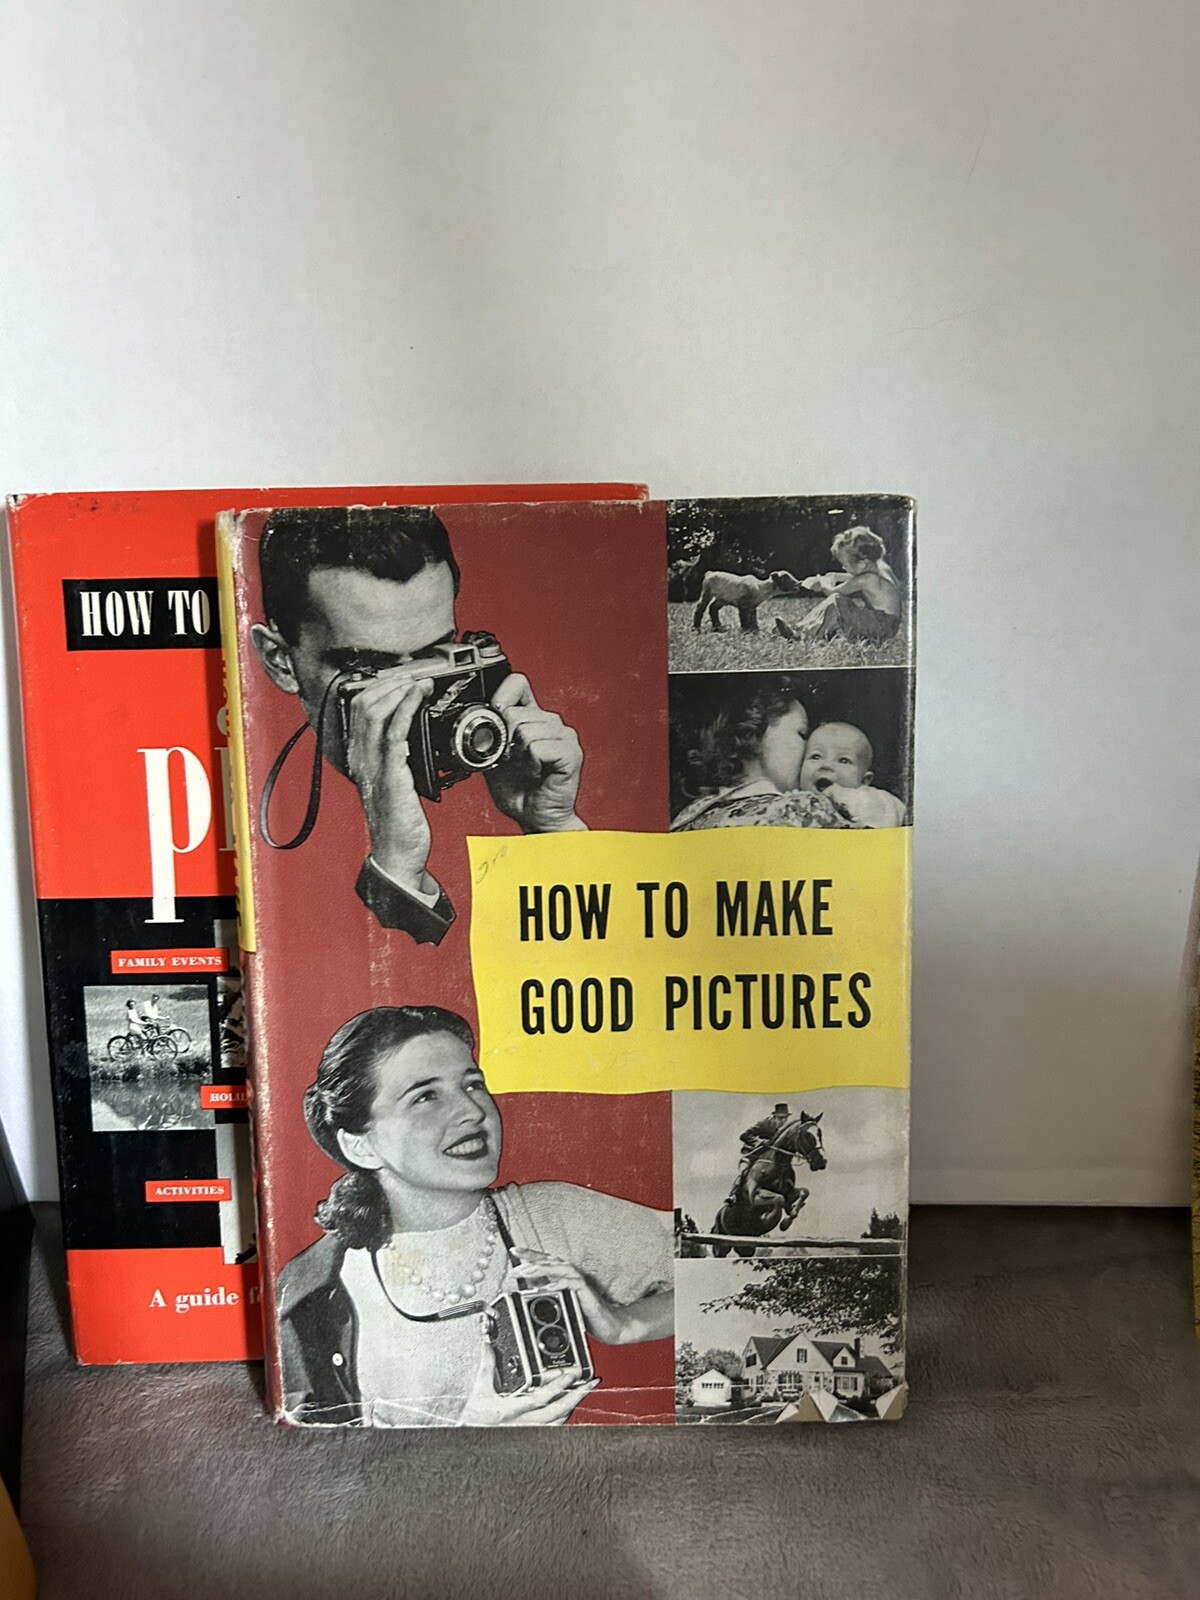 HOW TO
p
FAMILY EVENTS
ACTIVITIES
A guide
HOW TO MAKE
GOOD PICTURES